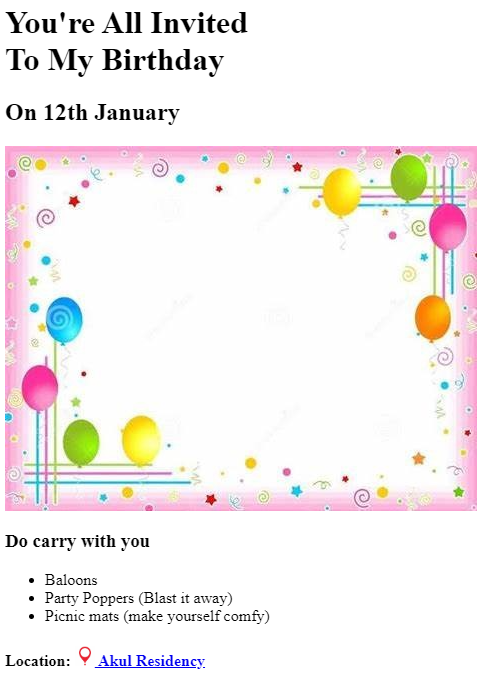 You're All Invited
To My Birthday
On 12th January
Do carry with you
Baloons
Party Poppers (Blast it away)
Picnic mats (make yourself comfy)
Location: Akul Residency